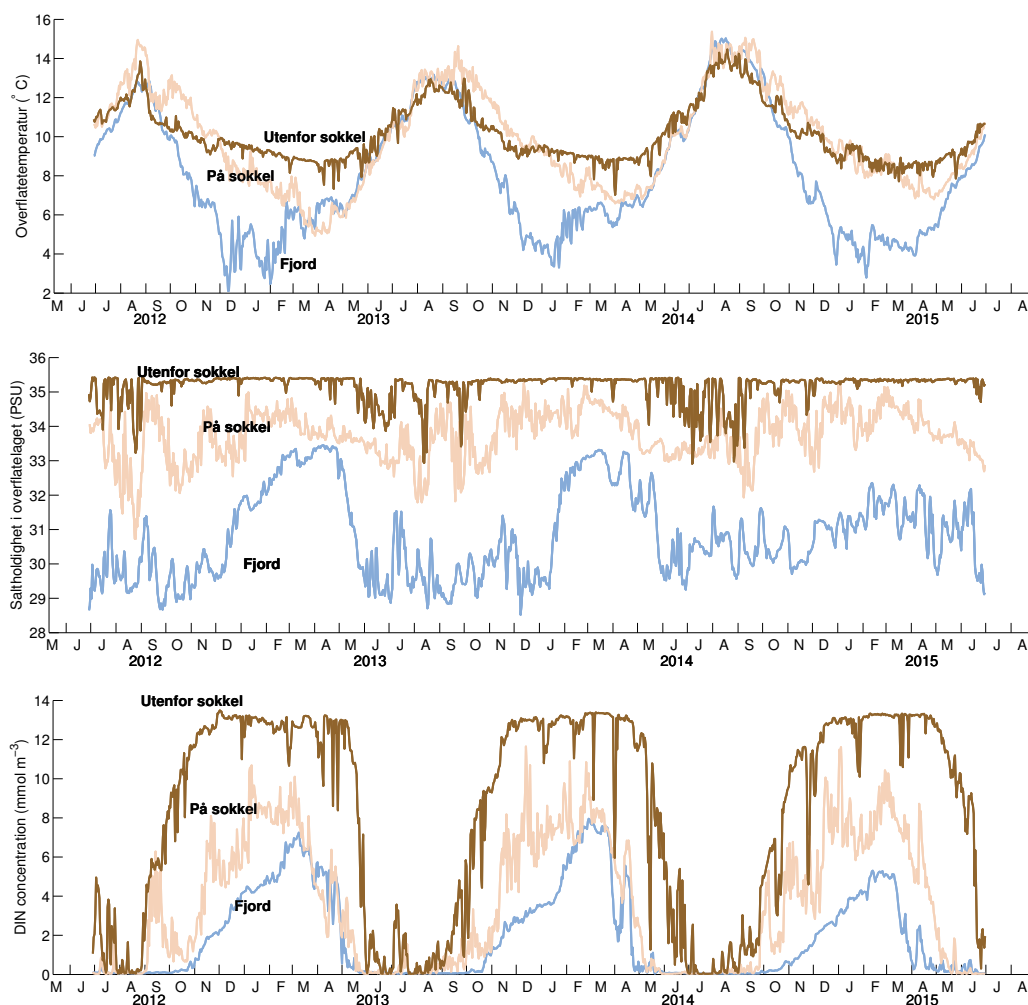 Overflatetemperatur (° C)
16
14
12
10
8
6
4
2
Utenfor sokkel
På sokkel
Fjord
M J J A S O N D J F M A M J J A S O N D J F M A M J J A S O N D J F M A M J J A
2012 2013 2014 2015
Saltholdighet i overflatelaget (PSU)
36
35
34
33
32
31
30
29
28
Utenfor sokkel
På sokkel
Fjord
M J J A S O N D J F M A M J J A S O N D J F M A M J J A S O N D J F M A M J J A
2012 2013 2014 2015
DIN concentration (mmol m−3)
14
12
10
8
6
4
2
0
Utenfor sokkel
På sokkel
Fjord
M J J A S O N D J F M A M J J A S O N D J F M A M J J A S O N D J F M A M J J A
2012 2013 2014 2015